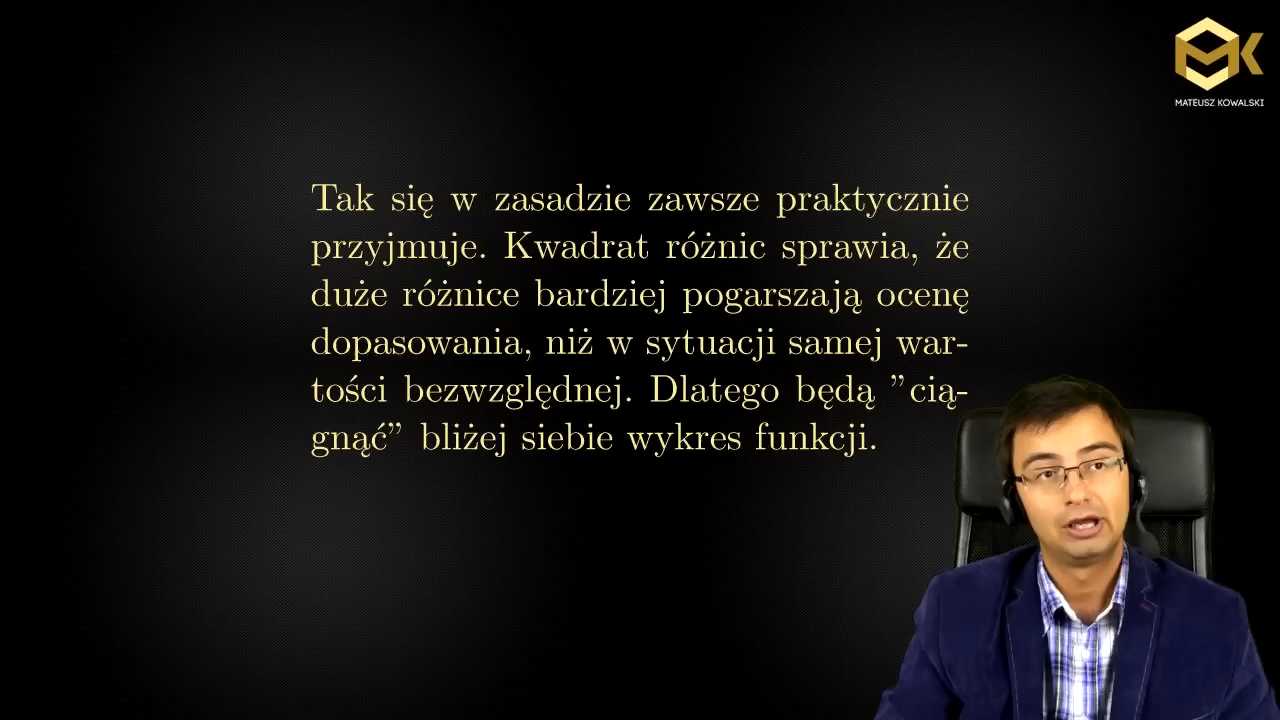 MATEUSZ KOWALSKI
Tak się w zasadzie zawsze praktycznie
przyjmuje. Kwadrat różnic sprawia, że
duże różnice bardziej pogarszają ocenę
dopasowania, niż w sytuacji samej war-
tości bezwzględnej. Dlatego będą ”cią-
gnąć” bliżej siebie wykres funkcji.